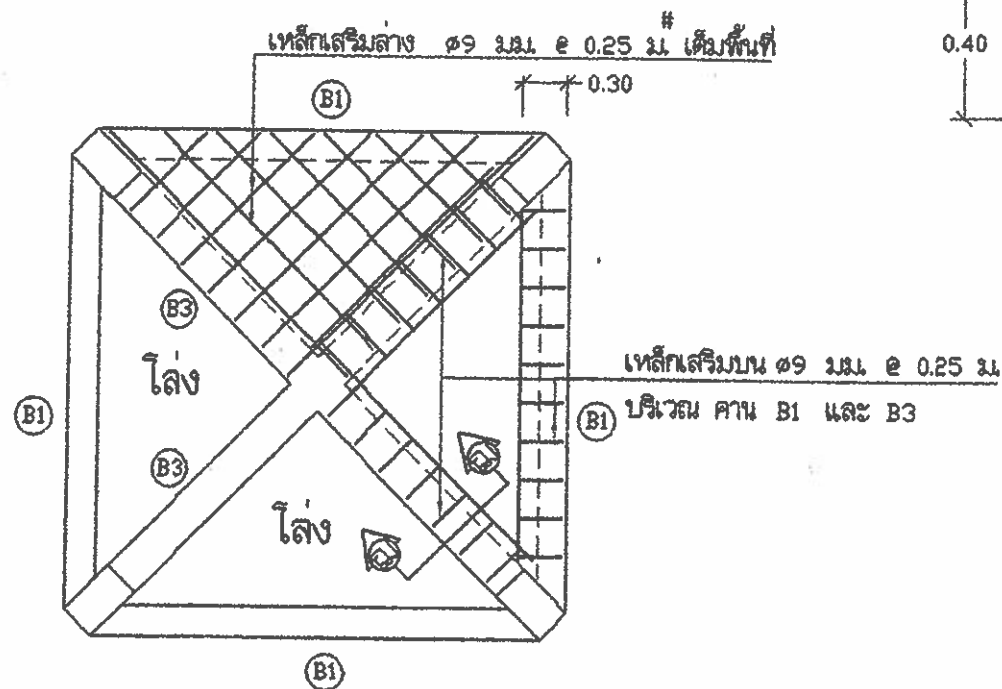 #
เหล็กเสริมล่าง ø9 มม. @ 0.25 ม. เต็มพื้นที่
0.40
0.30
B1
B3
โล่ง
เหล็กเสริมบน ø9 มม. @ 0.25 ม.
B1
B1
บริเวณ คาน B1 และ B3
B3
โล่ง
B1